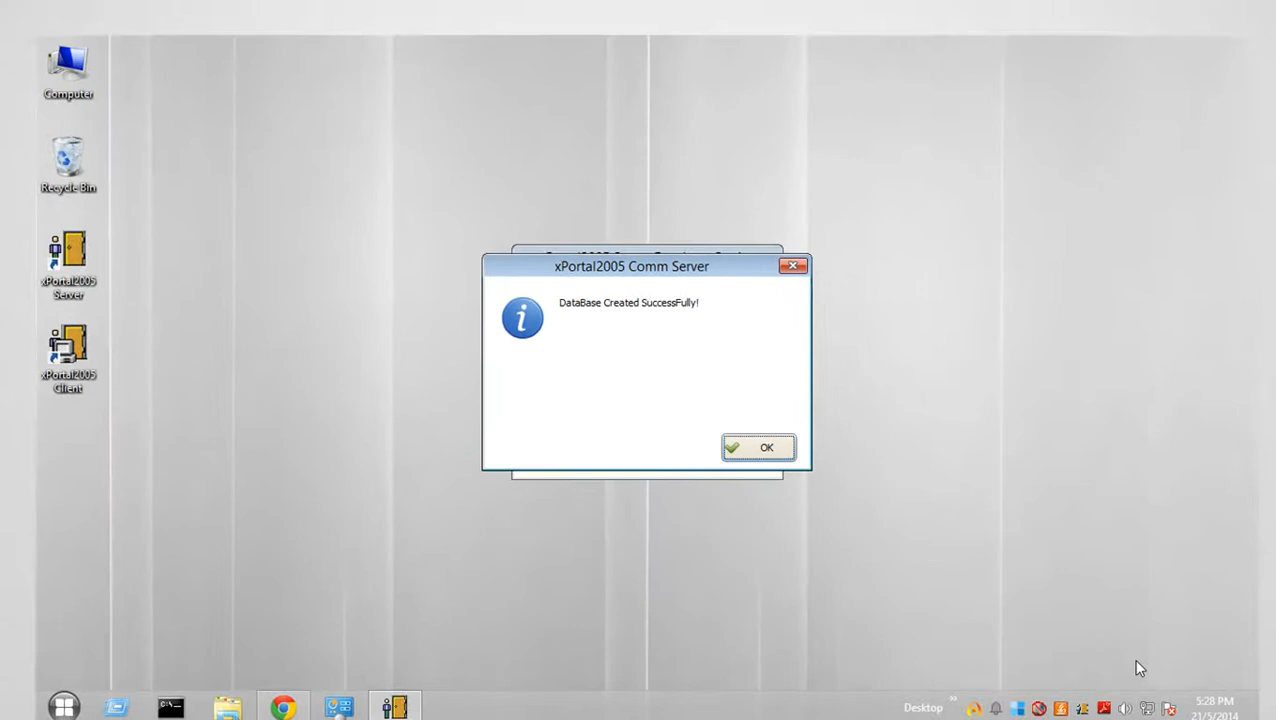 Computer
Recycle Bin
xPortal2005
Server
xPortal2005
Client
xPortal2005 Comm Server
DataBase Created SuccessFully!
OK
C:\_
Desktop
5:28 PM
21/5/2014